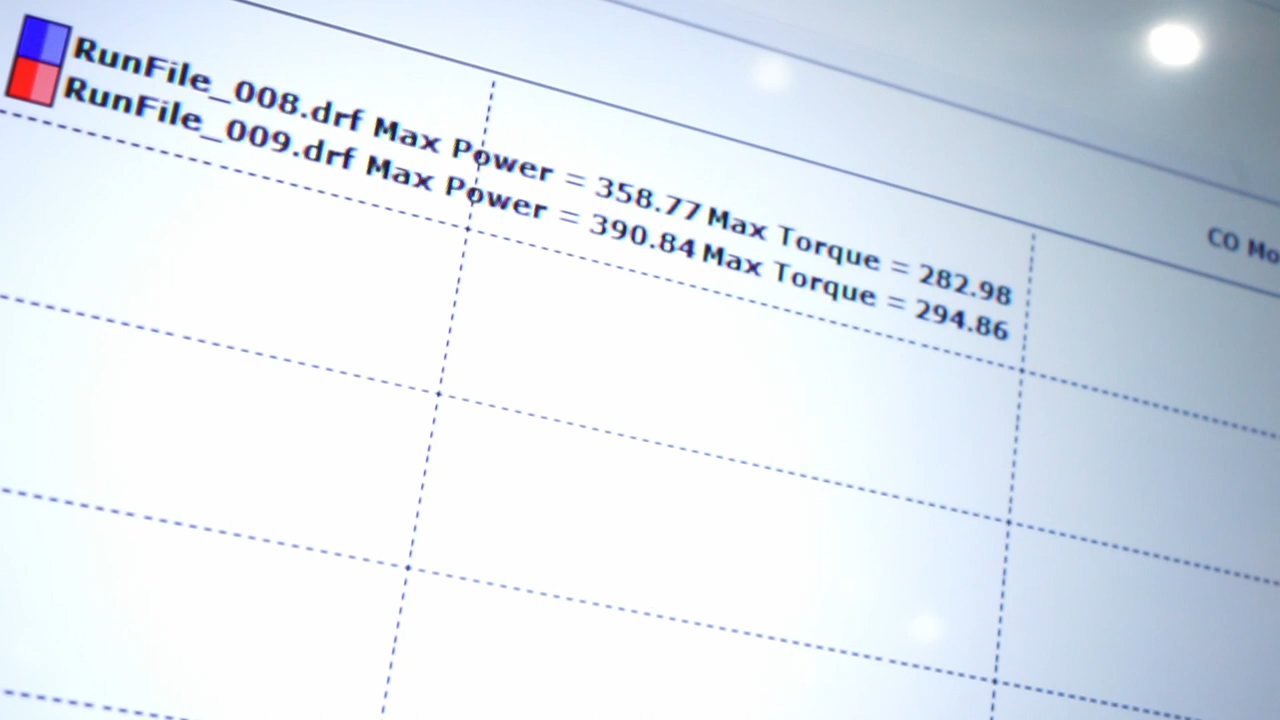 RunFile_008.drf Max Power = 358.77 Max Torque = 282.98
RunFile_009.drf Max Power = 390.84 Max Torque = 294.86
CO Mo